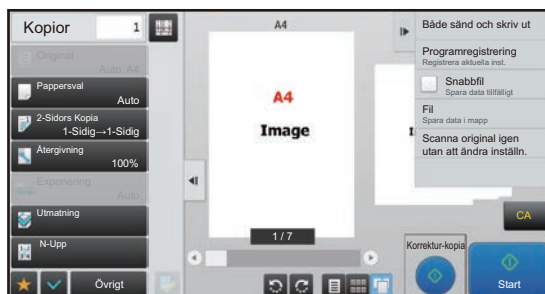 Kopior
1
Original
Auto A4
Pappersval
Auto
2-Sidors Kopia
1-Sidig→1-Sidig
Återgivning
100%
Exponering
Auto
Utmatning
N-Upp
Övrigt
A4
A4
Image
1 / 7
Både sänd och skriv ut
Programregistrering
Registrera aktuella inst.
Snabbfil
Spara data tillfälligt
Fil
Spara data i mapp
Scanna original igen
utan att ändra inställn.
CA
Korrektur-kopia
Start